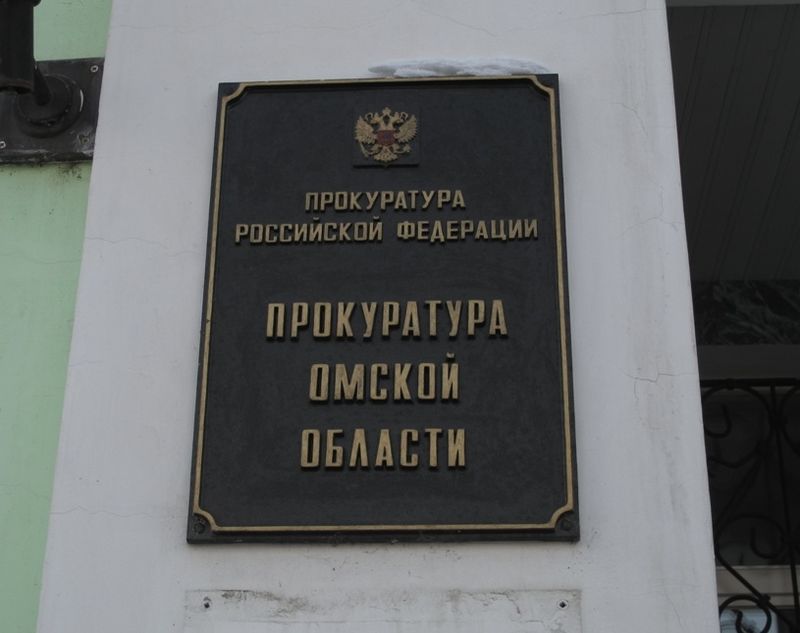 ПРОКУРАТУРА
РОССИЙСКОЙ ФЕДЕРАЦИИ
ПРОКУРАТУРА
ОМСКОЙ
ОБЛАСТИ